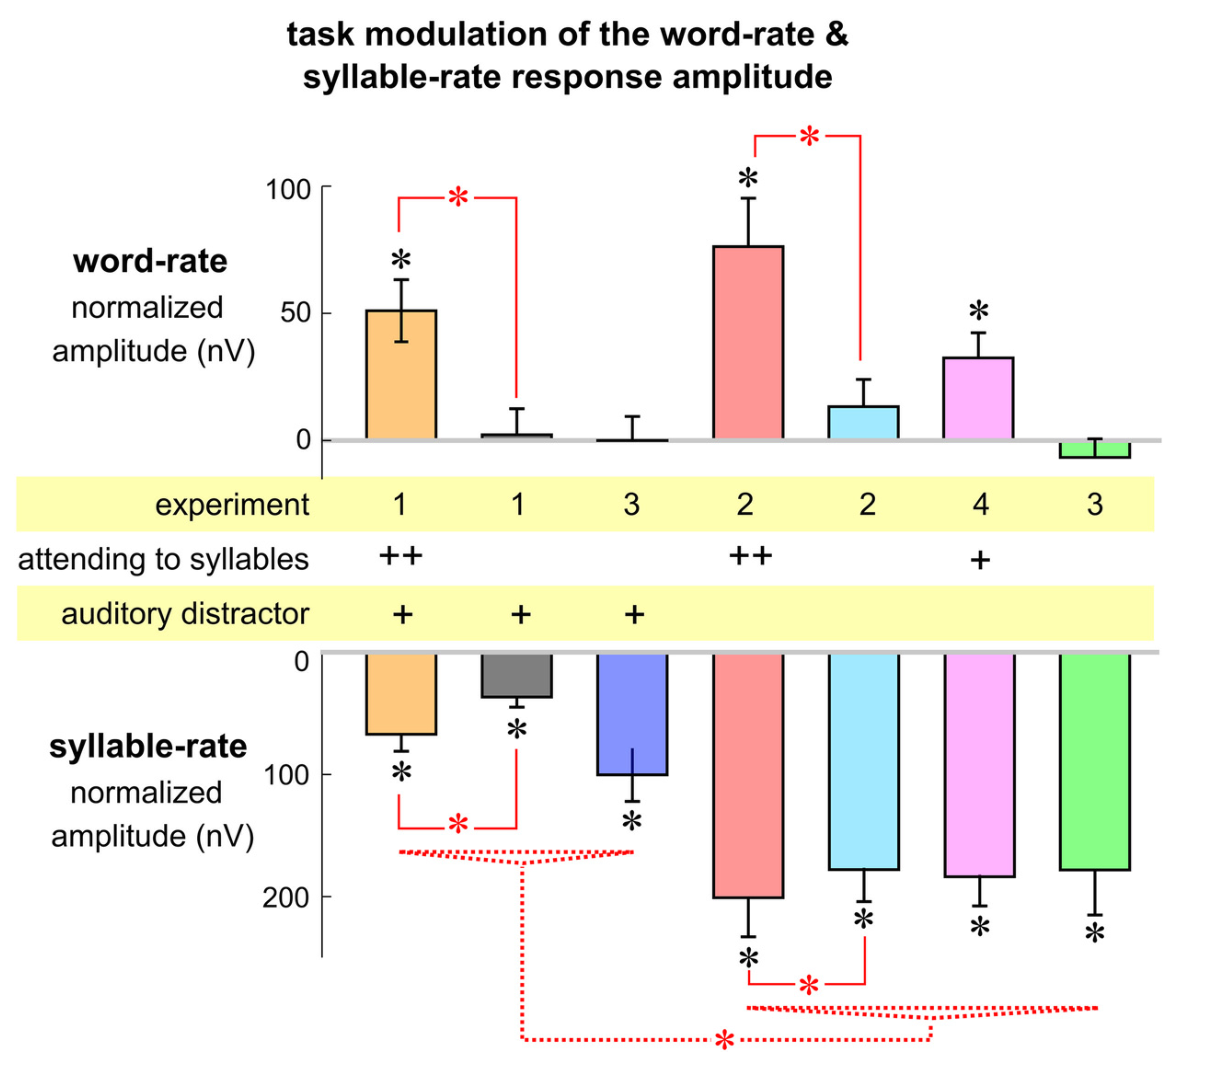 task modulation of the word-rate &
syllable-rate response amplitude
*
*
100
*
word-rate
*
normalized
50
*
amplitude (nV)
0
experiment 1 1 3 2 2 4 3
attending to syllables ++ ++ +
auditory distractor + + +
0
*
syllable-rate
100
*
normalized
*
*
amplitude (nV)
200
*
*
*
*
*
*